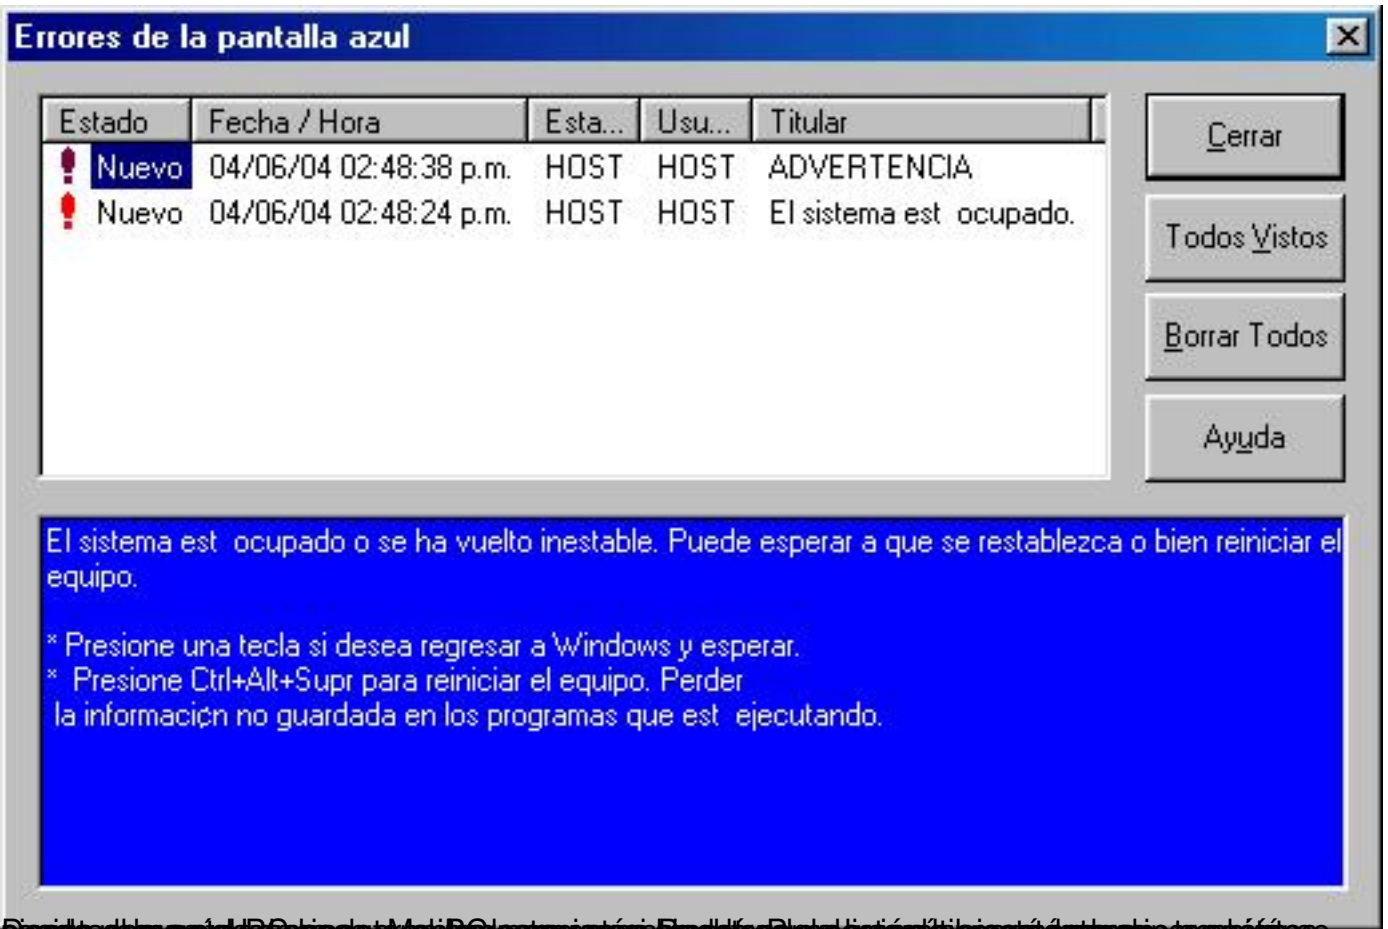 Errores de la pantalla azul
Estado Fecha / Hora Esta... Usu... Titular
Nuevo 04/06/04 02:48:38 p.m. HOST HOST ADVERTENCIA
Nuevo 04/06/04 02:48:24 p.m. HOST HOST El sistema est ocupado.
Cerrar
Todos Vistos
Borrar Todos
Ayuda
El sistema est ocupado o se ha vuelto inestable. Puede esperar a que se restablezca o bien reiniciar el
equipo.
* Presione una tecla si desea regresar a Windows y esperar.
* Presione Ctrl+Alt+Supr para reiniciar el equipo. Perder
la informaci¢n no guardada en los programas que est ejecutando.